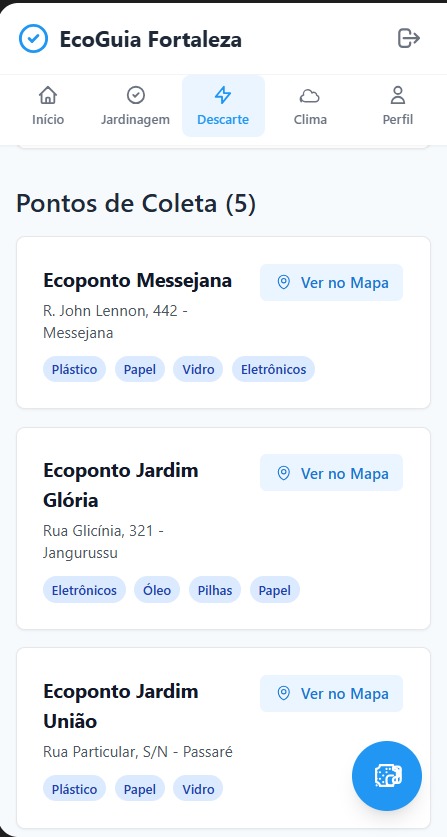 EcoGuia Fortaleza
Início
Jardinagem
Descarte
Clima
Perfil
Pontos de Coleta (5)
Ecoponto Messejana
Ver no Mapa
R. John Lennon, 442 -
Messejana
Plástico
Papel
Vidro
Eletrônicos
Ecoponto Jardim
Glória
Ver no Mapa
Rua Glicínia, 321 -
Jangurussu
Eletrônicos
Óleo
Pilhas
Papel
Ecoponto Jardim
União
Ver no Mapa
Rua Particular, S/N - Passaré
Plástico
Papel
Vidro